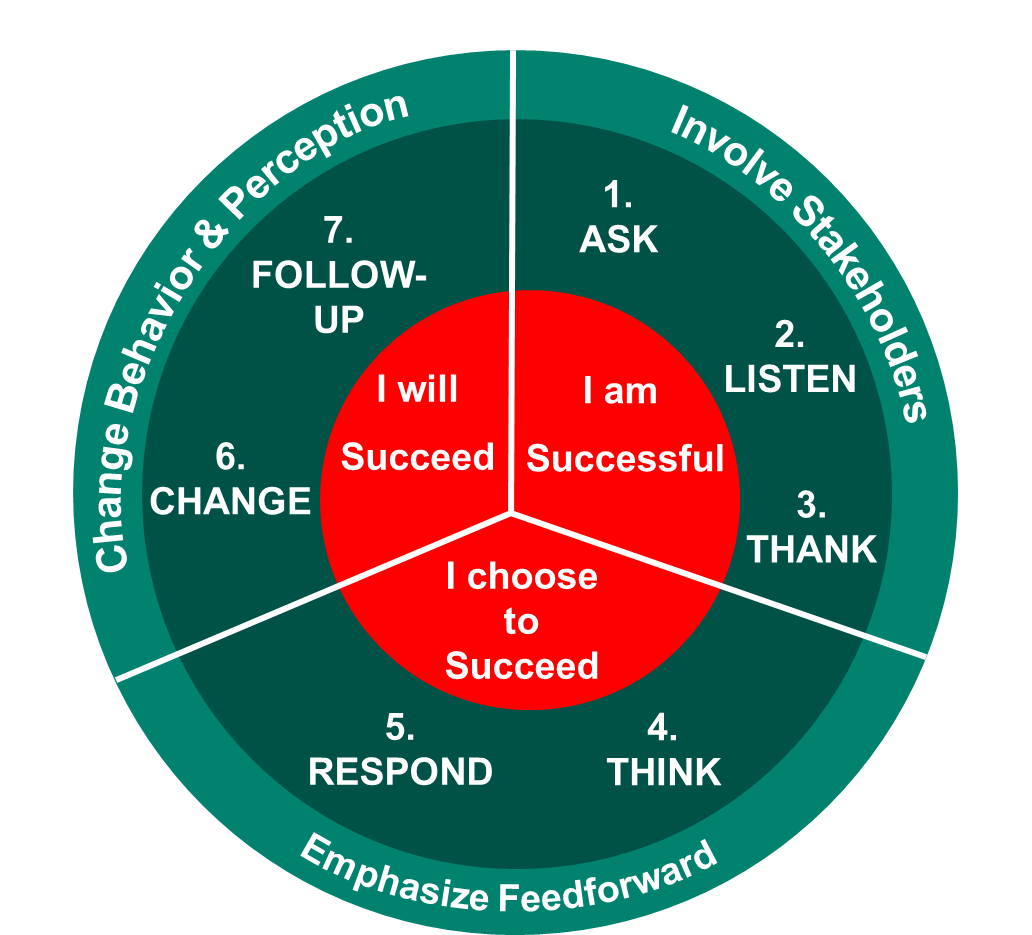 Involve Stakeholders
1.
ASK
2.
LISTEN
3.
THANK
I am
Successful
Emphasize Feedforward
4.
THINK
5.
RESPOND
I choose
to
Succeed
Change Behavior & Perception
6.
CHANGE
7.
FOLLOW-
UP
I will
Succeed